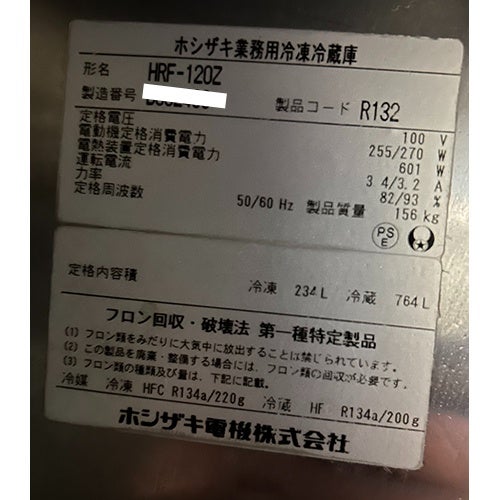 ホシザキ業務用冷凍冷蔵庫
形名 HRF-120Z
製造番号
製品コード R132
定格電圧 100 V
電動機定格消費電力 255/270 W
電熱装置定格消費電力 601 W
運転電流 3.4/3.2 A
力率 82/93 %
定格周波数 50/60 Hz 製品質量 156 kg
PS E
定格内容積 冷凍 234L 冷蔵 764L
フロン回収・破壊法 第一種特定製品
(1) フロン類をみだりに大気中に放出することは禁じられています。
(2) この製品を廃棄・整備する場合には、フロン類の回収が必要です。
(3) フロン類の種類及び量は、下記に記載。
冷媒 冷凍 HFC R134a/220g 冷蔵 HF R134a/200g
ホシザキ電機株式会社